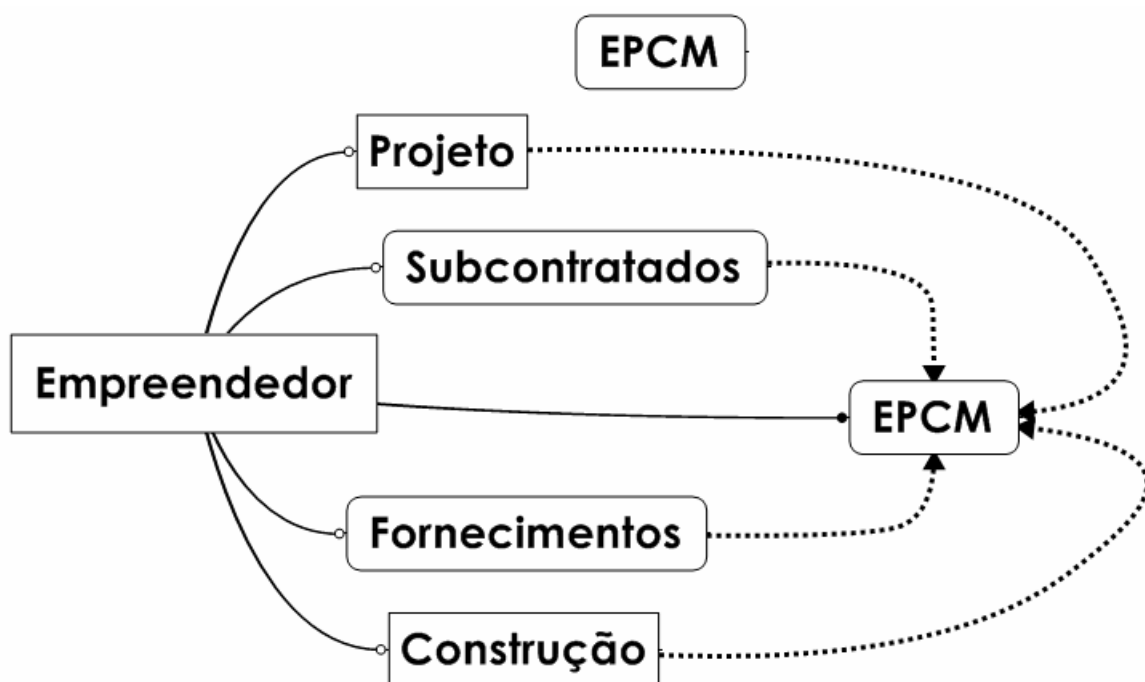 EPCM
Projeto
Subcontratados
Empreendedor
EPCM
Fornecimentos
Construção